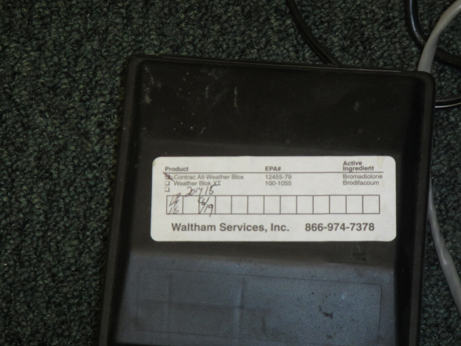 Product EPA# Active Ingredient
Contrac All-Weather Blox 12455-79 Bromadiolone
Weather Blok XT 100-1055 Brodifacoum
Waltham Services, Inc. 866-974-7378